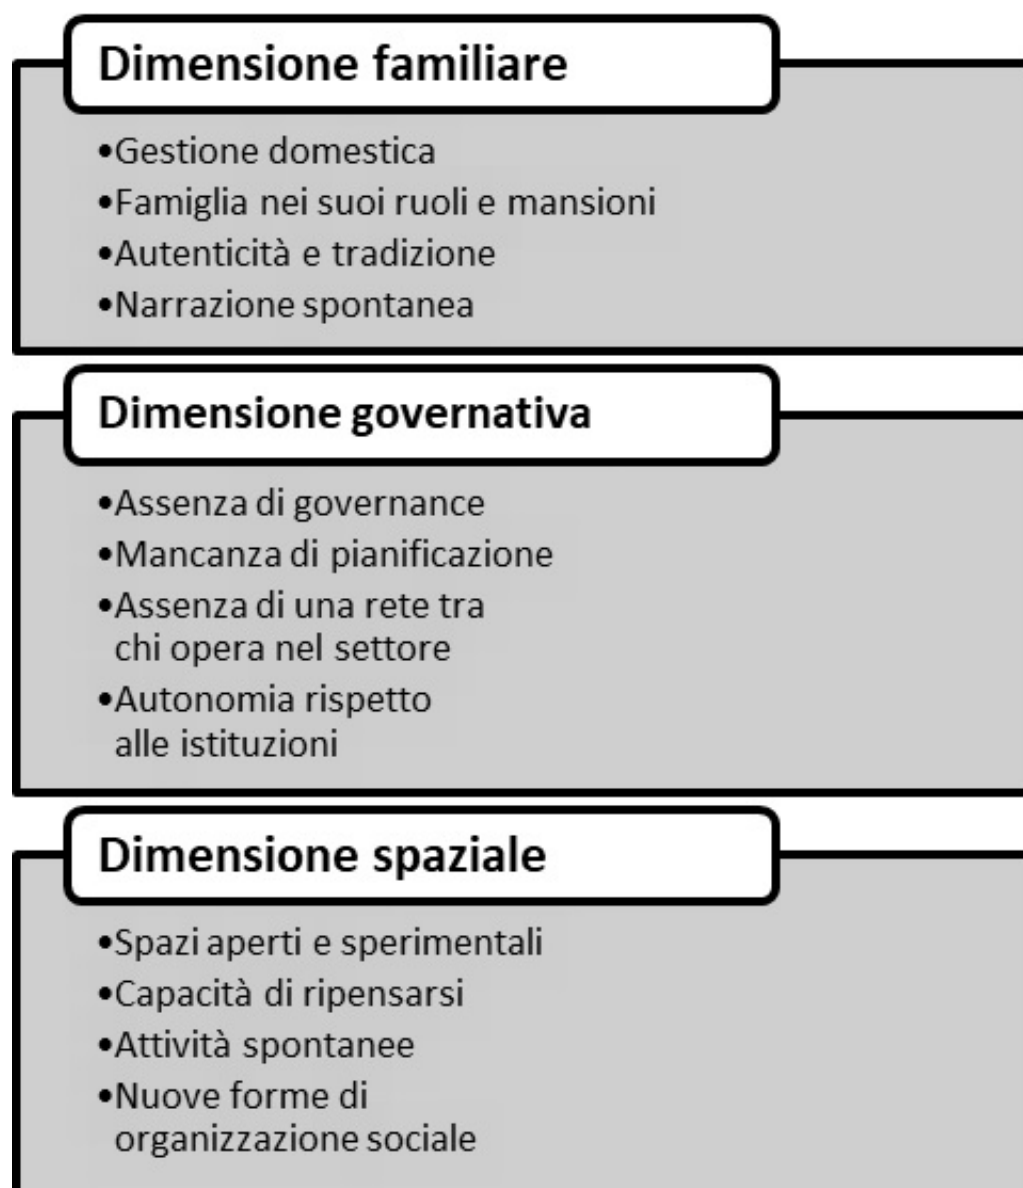 Dimensione familiare
•Gestione domestica
•Famiglia nei suoi ruoli e mansioni
•Autenticità e tradizione
•Narrazione spontanea
Dimensione governativa
•Assenza di governance
•Mancanza di pianificazione
•Assenza di una rete tra
chi opera nel settore
•Autonomia rispetto
alle istituzioni
Dimensione spaziale
•Spazi aperti e sperimentali
•Capacità di ripensarsi
•Attività spontanee
•Nuove forme di
organizzazione sociale